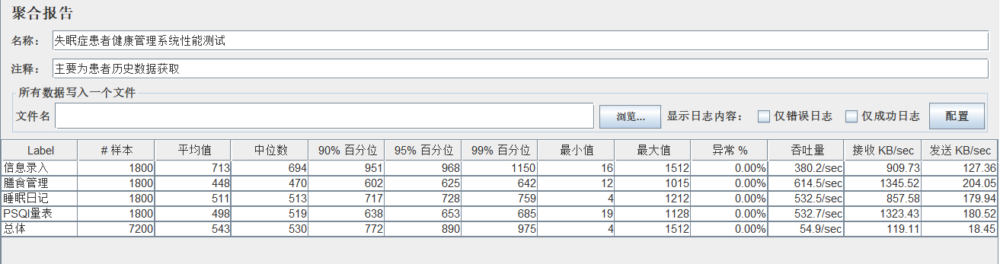 聚合报告
名称： 失眠症患者健康管理系统性能测试
注释： 主要为患者历史数据获取
所有数据写入一个文件
文件名 浏览... 显示日志内容： 仅错误日志 仅成功日志 配置
Label # 样本 平均值 中位数 90% 百分位 95% 百分位 99% 百分位 最小值 最大值 异常 % 吞吐量 接收 KB/sec 发送 KB/sec
信息录入 1800 713 694 951 968 1150 16 1512 0.00% 380.2/sec 909.73 127.36
膳食管理 1800 448 470 602 625 642 12 1015 0.00% 614.5/sec 1345.52 204.05
睡眠日记 1800 511 513 717 728 759 4 1212 0.00% 532.5/sec 857.58 179.94
PSQI量表 1800 498 519 638 653 685 19 1128 0.00% 532.7/sec 1323.43 180.52
总体 7200 543 530 772 890 975 4 1512 0.00% 54.9/sec 119.11 18.45